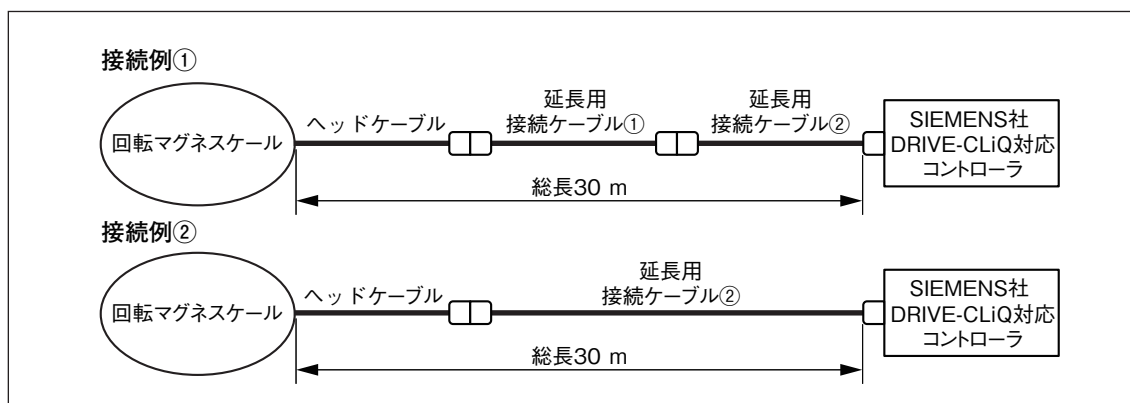 接続例①
回転マグネスケール
ヘッドケーブル
延長用
接続ケーブル①
延長用
接続ケーブル②
SIEMENS社
DRIVE-CLiQ対応
コントローラ
総長30 m
接続例②
回転マグネスケール
ヘッドケーブル
延長用
接続ケーブル②
SIEMENS社
DRIVE-CLiQ対応
コントローラ
総長30 m